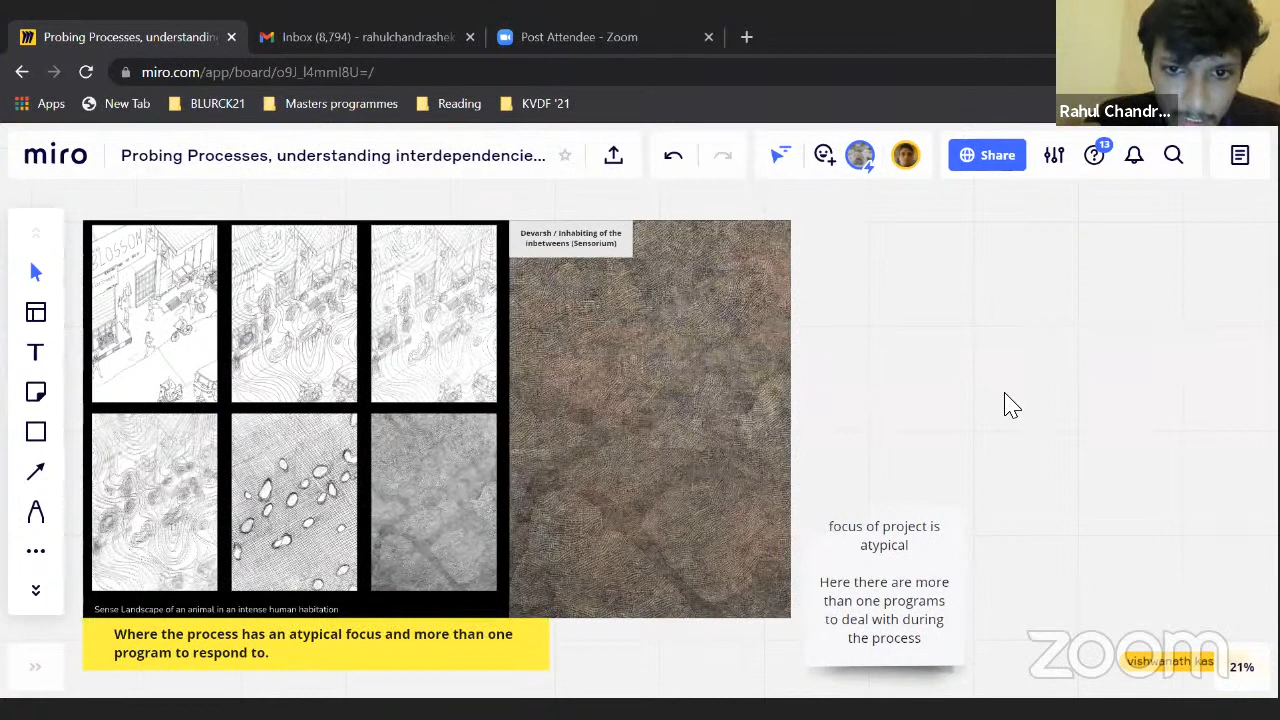 Probing Processes, understanding
Inbox (8,794) - rahulchandrashek
Post Attendee - Zoom
miro.com/app/board/o9J_l4mmI8U=/
Apps
New Tab
BLURCK21
Masters programmes
Reading
KVDF '21
Rahul Chandr...
miro
Probing Processes, understanding interdependencie...
Share
13
BLOSSOM
Devarsh / Inhabiting of the
inbetweens (Sensorium)
Sense Landscape of an animal in an intense human habitation
Where the process has an atypical focus and more than one
program to respond to.
focus of project is
atypical
Here there are more
than one programs
to deal with during
the process
vishwanath kas
zoom
21%